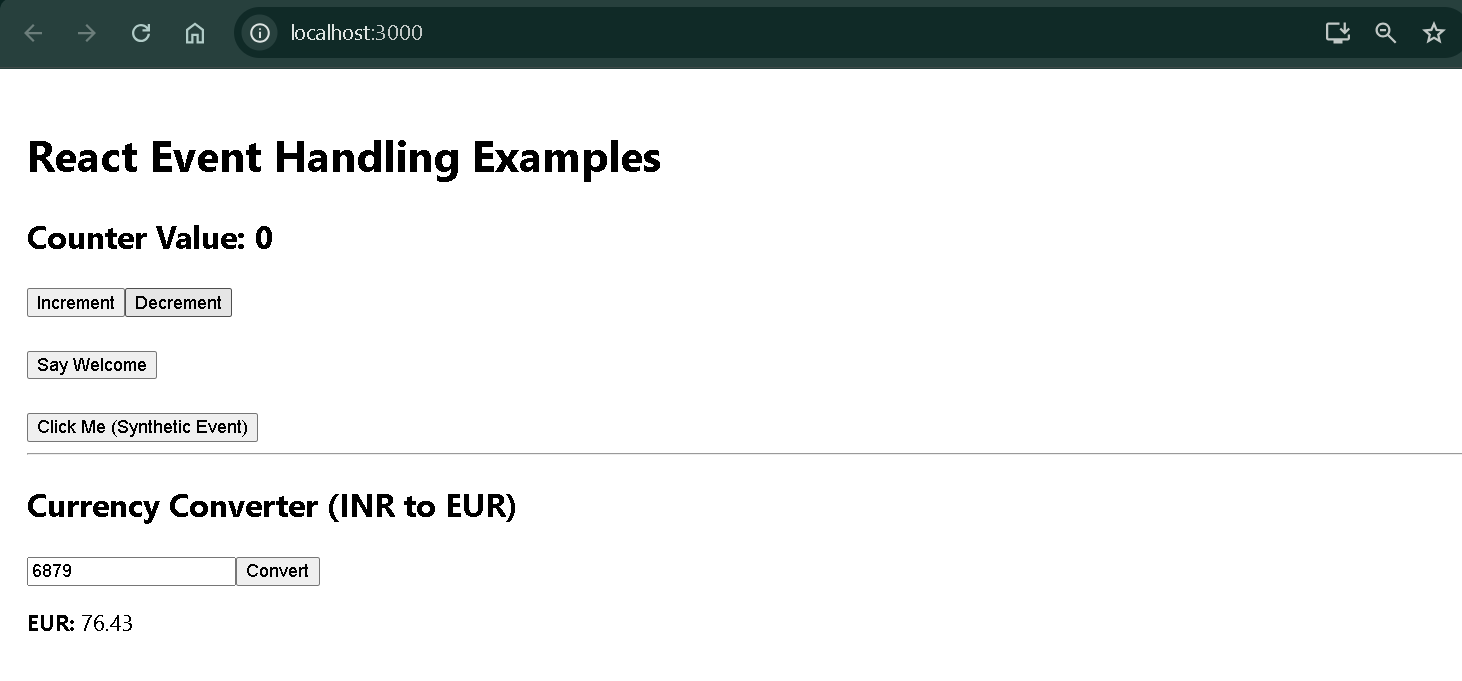 localhost:3000
React Event Handling Examples
Counter Value: 0
Increment Decrement
Say Welcome
Click Me (Synthetic Event)
Currency Converter (INR to EUR)
6879 Convert
EUR: 76.43